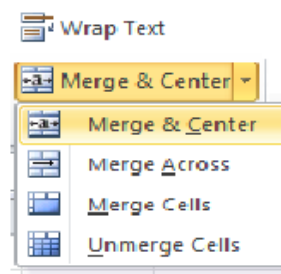 Wrap Text
Merge & Center
Merge & Center
Merge Across
Merge Cells
Unmerge Cells